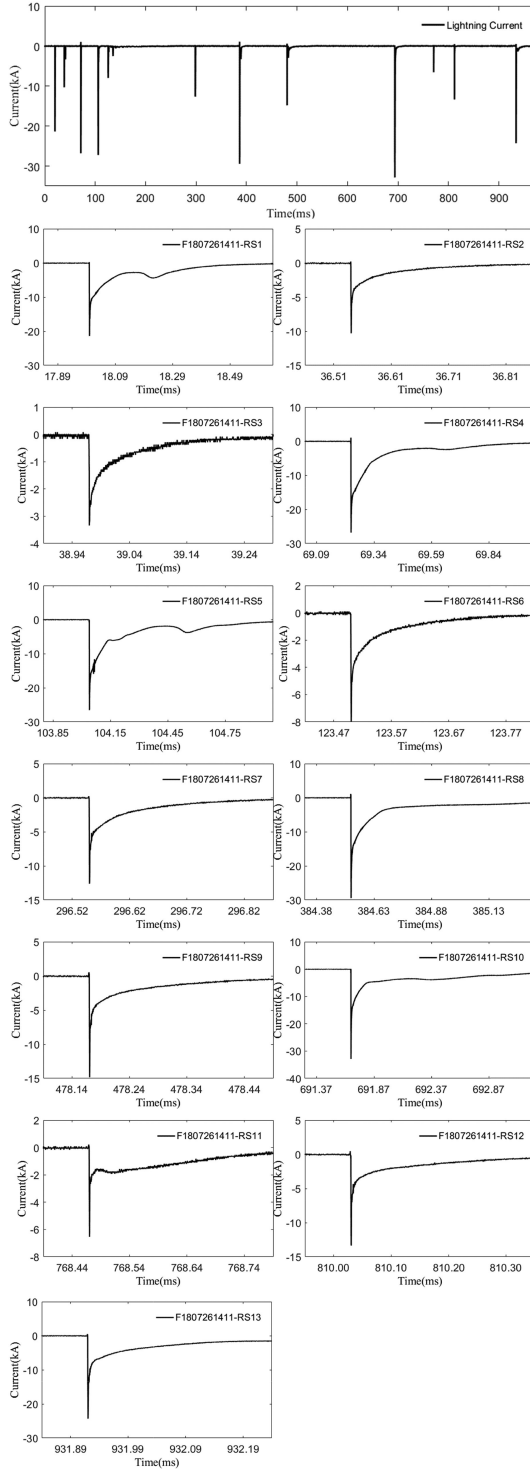 10
Lightning Current
0
-10
-20
-30
Current(kA)
0 100 200 300 400 500 600 700 800 900
Time(ms)
10
F1807261411-RS1
0
-10
-20
-30
Current(kA)
17.89 18.09 18.29 18.49
Time(ms)
5
F1807261411-RS2
0
-5
-10
-15
Current(kA)
36.51 36.61 36.71 36.81
Time(ms)
1
F1807261411-RS3
0
-1
-2
-3
-4
Current(kA)
38.94 39.04 39.14 39.24
Time(ms)
10
F1807261411-RS4
0
-10
-20
-30
Current(kA)
69.09 69.34 69.59 69.84
Time(ms)
10
F1807261411-RS5
0
-10
-20
-30
Current(kA)
103.85 104.15 104.45 104.75
Time(ms)
2
F1807261411-RS6
0
-2
-4
-6
-8
Current(kA)
123.47 123.57 123.67 123.77
Time(ms)
5
F1807261411-RS7
0
-5
-10
-15
Current(kA)
296.52 296.62 296.72 296.82
Time(ms)
10
F1807261411-RS8
0
-10
-20
-30
Current(kA)
384.38 384.63 384.88 385.13
Time(ms)
5
F1807261411-RS9
0
-5
-10
-15
Current(kA)
478.14 478.24 478.34 478.44
Time(ms)
10
F1807261411-RS10
0
-10
-20
-30
-40
Current(kA)
691.37 691.87 692.37 692.87
Time(ms)
2
F1807261411-RS11
0
-2
-4
-6
-8
Current(kA)
768.44 768.54 768.64 768.74
Time(ms)
5
F1807261411-RS12
0
-5
-10
-15
Current(kA)
810.00 810.10 810.20 810.30
Time(ms)
10
F1807261411-RS13
0
-10
-20
-30
Current(kA)
931.89 931.99 932.09 932.19
Time(ms)